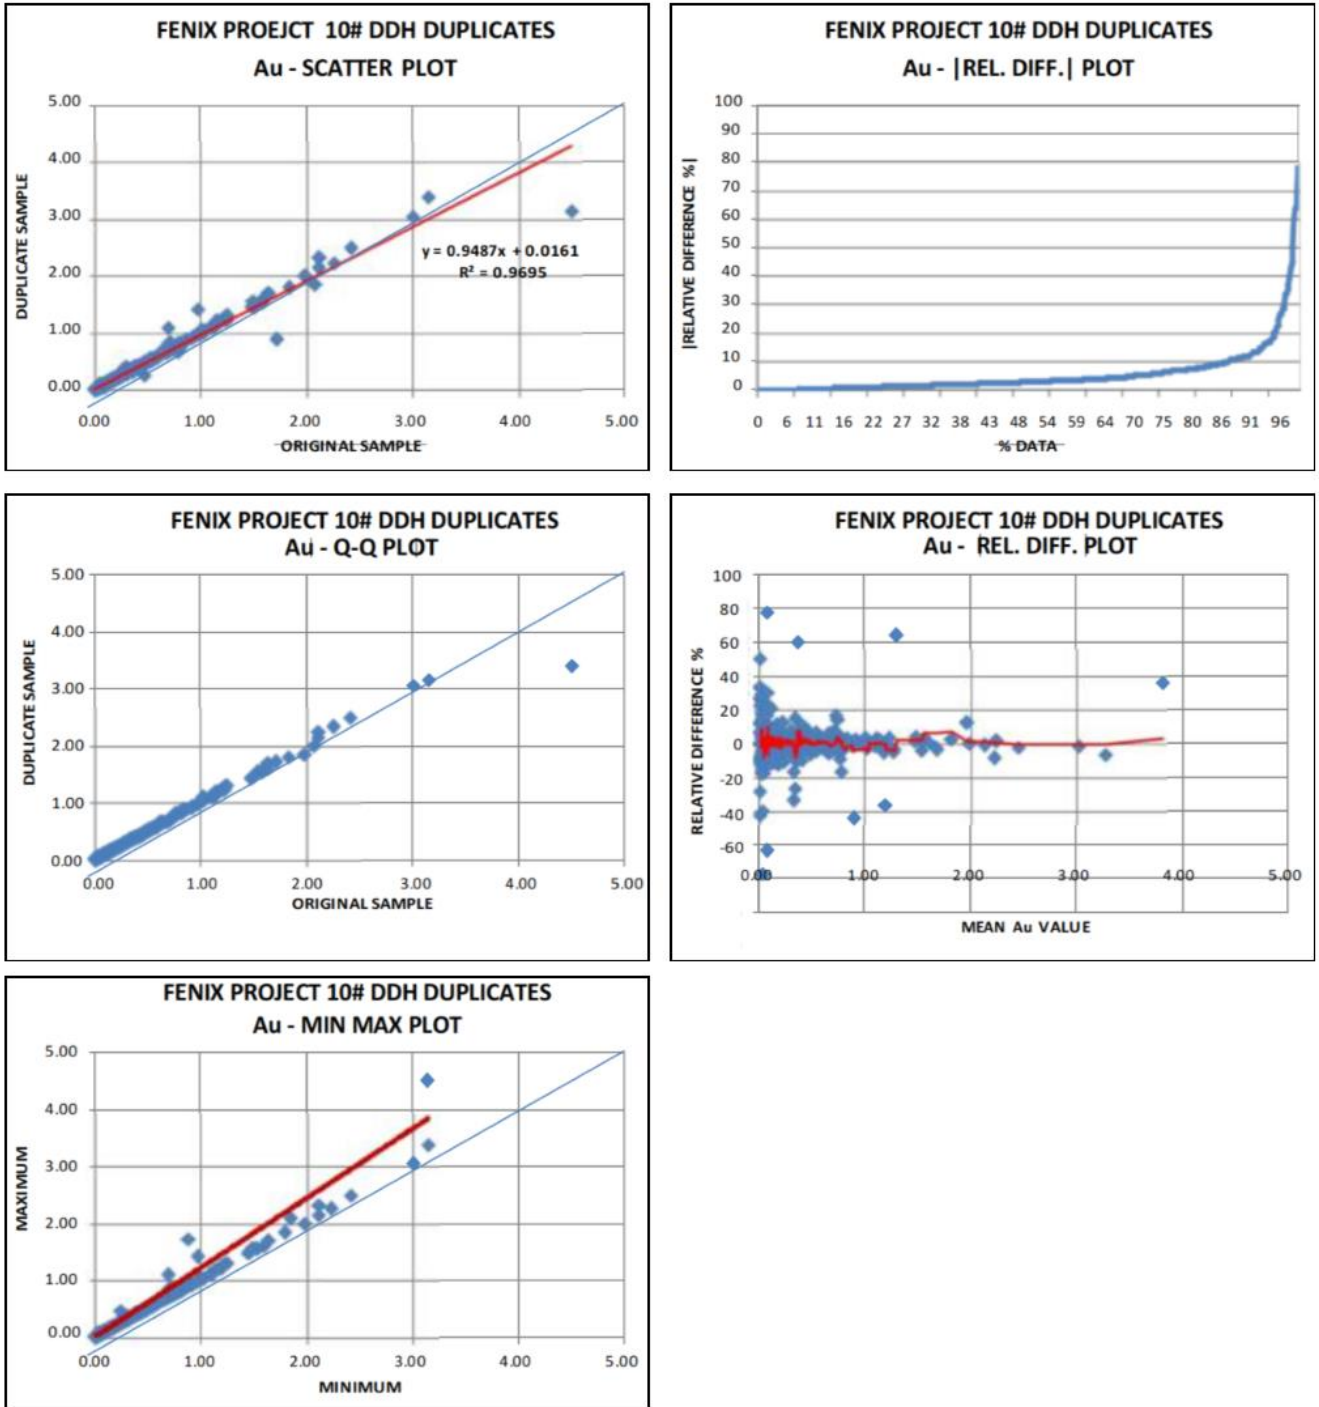 FENIX PROEJCT 10# DDH DUPLICATES
Au - SCATTER PLOT
DUPLICATE SAMPLE
5.00
4.00
3.00
2.00
1.00
0.00
y = 0.9487x + 0.0161
R² = 0.9695
0.00 1.00 2.00 3.00 4.00 5.00
ORIGINAL SAMPLE
FENIX PROJECT 10# DDH DUPLICATES
Au - |REL. DIFF.| PLOT
|RELATIVE DIFFERENCE %|
100
90
80
70
60
50
40
30
20
10
0
0 6 11 16 22 27 32 38 43 48 54 59 64 70 75 80 86 91 96
% DATA
FENIX PROJECT 10# DDH DUPLICATES
Au - Q-Q PLOT
DUPLICATE SAMPLE
5.00
4.00
3.00
2.00
1.00
0.00
0.00 1.00 2.00 3.00 4.00 5.00
ORIGINAL SAMPLE
FENIX PROJECT 10# DDH DUPLICATES
Au - REL. DIFF. PLOT
RELATIVE DIFFERENCE %
100
80
60
40
20
0
-20
-40
-60
0.00 1.00 2.00 3.00 4.00 5.00
MEAN Au VALUE
FENIX PROJECT 10# DDH DUPLICATES
Au - MIN MAX PLOT
MAXIMUM
5.00
4.00
3.00
2.00
1.00
0.00
0.00 1.00 2.00 3.00 4.00 5.00
MINIMUM